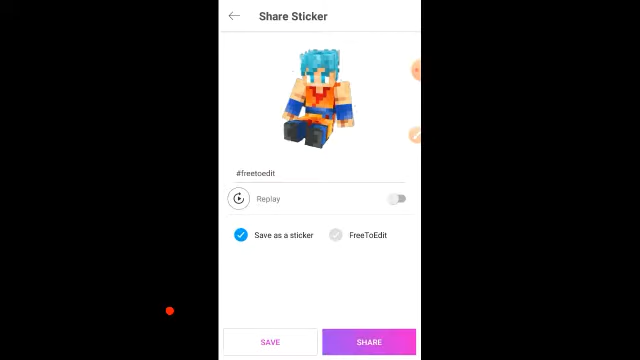 Share Sticker
#freetoedit
Replay
Save as a sticker
FreeToEdit
SAVE
SHARE